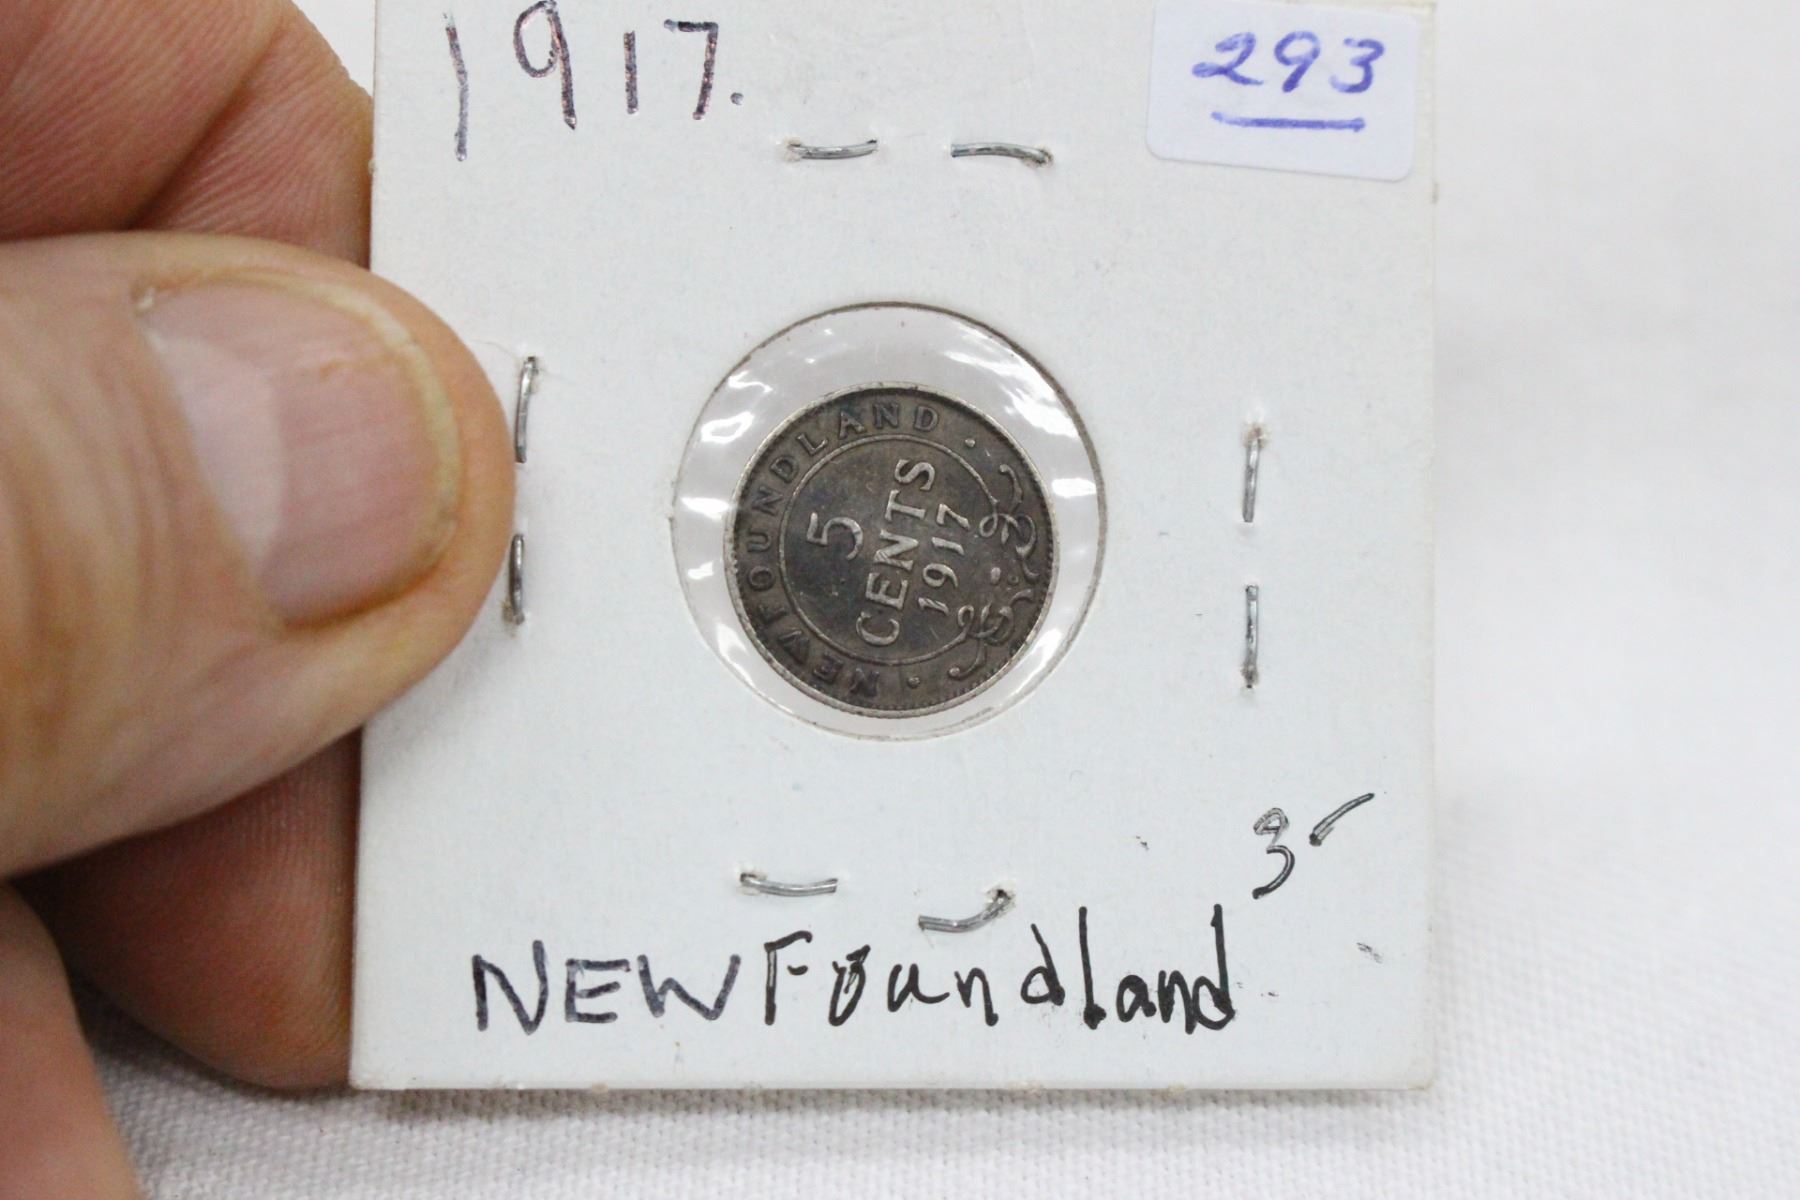 1917.
293
NEWFOUNDLAND
5
CENTS
1917
3-
NEWFoundland